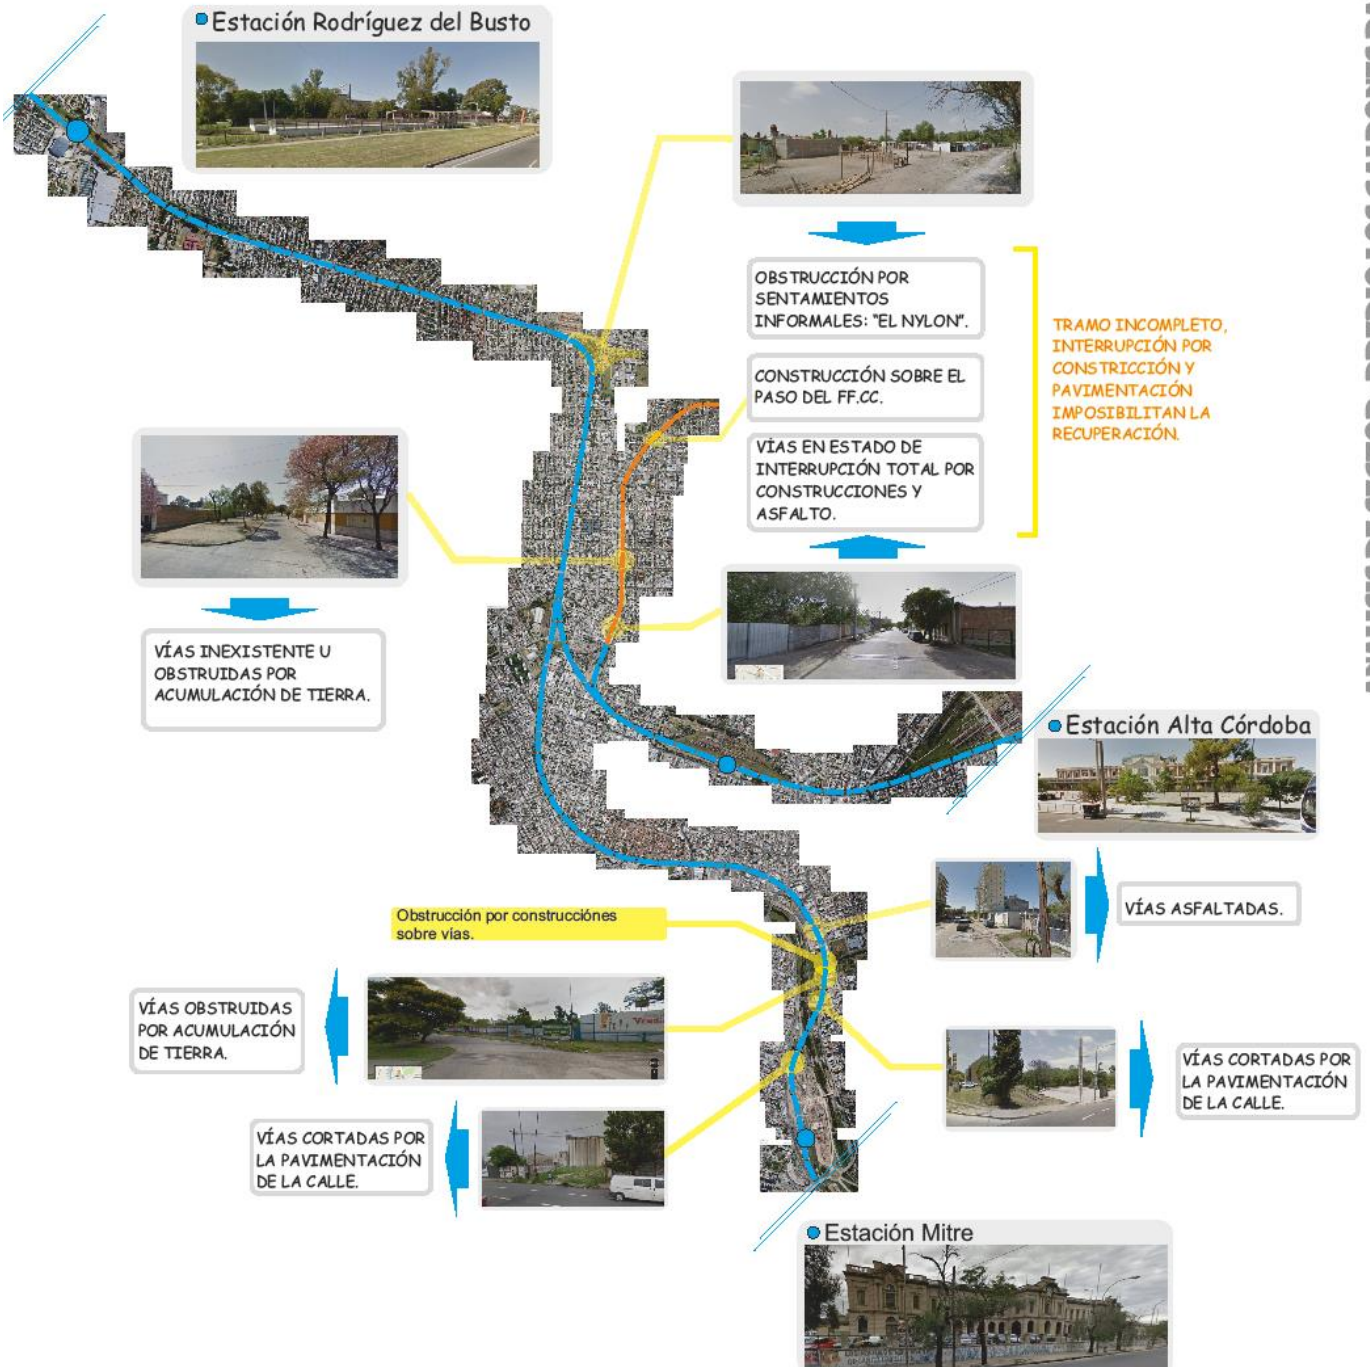 Estación Rodríguez del Busto
OBSTRUCCIÓN POR
SENTAMIENTOS
INFORMALES: "EL NYLON".
CONSTRUCCIÓN SOBRE EL
PASO DEL FF.CC.
VÍAS EN ESTADO DE
INTERRUPCIÓN TOTAL POR
CONSTRUCCIONES Y
ASFALTO.
TRAMO INCOMPLETO,
INTERRUPCIÓN POR
CONSTRICCIÓN Y
PAVIMENTACIÓN
IMPOSIBILITAN LA
RECUPERACIÓN.
VÍAS INEXISTENTE U
OBSTRUIDAS POR
ACUMULACIÓN DE TIERRA.
Estación Alta Córdoba
VÍAS ASFALTADAS.
Obstrucción por construcciónes
sobre vías.
VÍAS OBSTRUIDAS
POR ACUMULACIÓN
DE TIERRA.
VÍAS CORTADAS POR
LA PAVIMENTACIÓN
DE LA CALLE.
VÍAS CORTADAS POR
LA PAVIMENTACIÓN
DE LA CALLE.
Estación Mitre